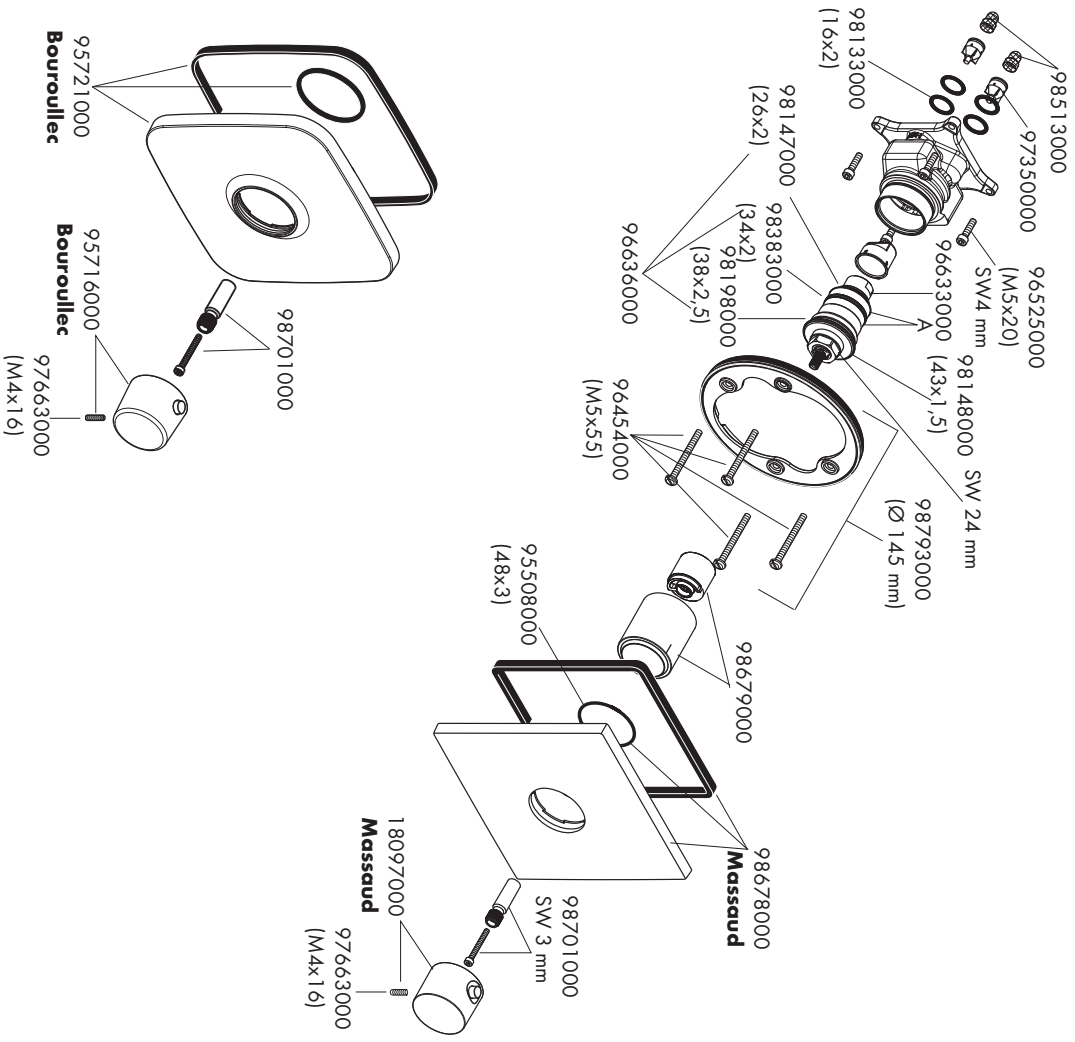 98513000
97350000
98133000
(16x2)
96525000
(M5x20)
SW4 mm
96633000
A
98148000
(43x1,5)
SW 24 mm
98147000
(26x2)
98383000
(34x2)
98198000
(38x2,5)
96636000
98793000
(Ø 145 mm)
96454000
(M5x55)
98679000
95508000
(48x3)
98678000
Massaud
98701000
SW 3 mm
18097000
Massaud
97663000
(M4x16)
95721000
Bouroullec
98701000
95716000
Bouroullec
97663000
(M4x16)